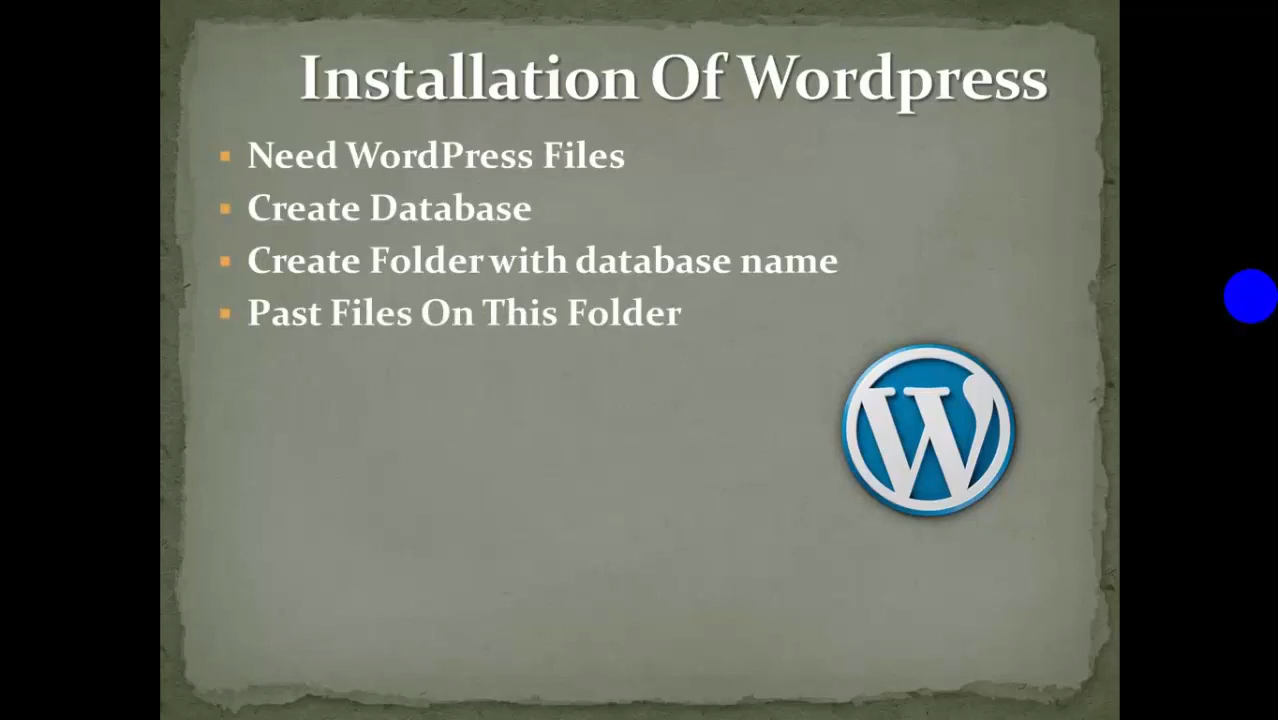 Installation Of Wordpress
▪ Need WordPress Files
▪ Create Database
▪ Create Folder with database name
▪ Past Files On This Folder